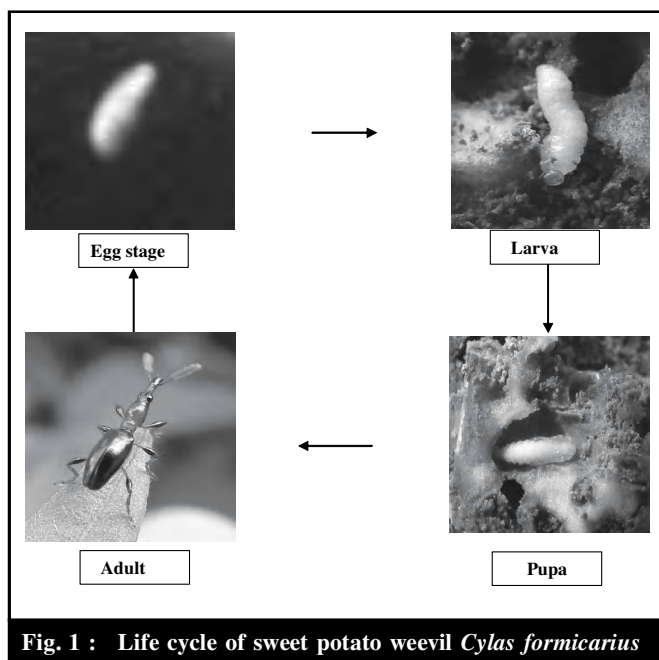 Egg stage
Larva
Adult
Pupa
Fig. 1 : Life cycle of sweet potato weevil Cylas formicarius